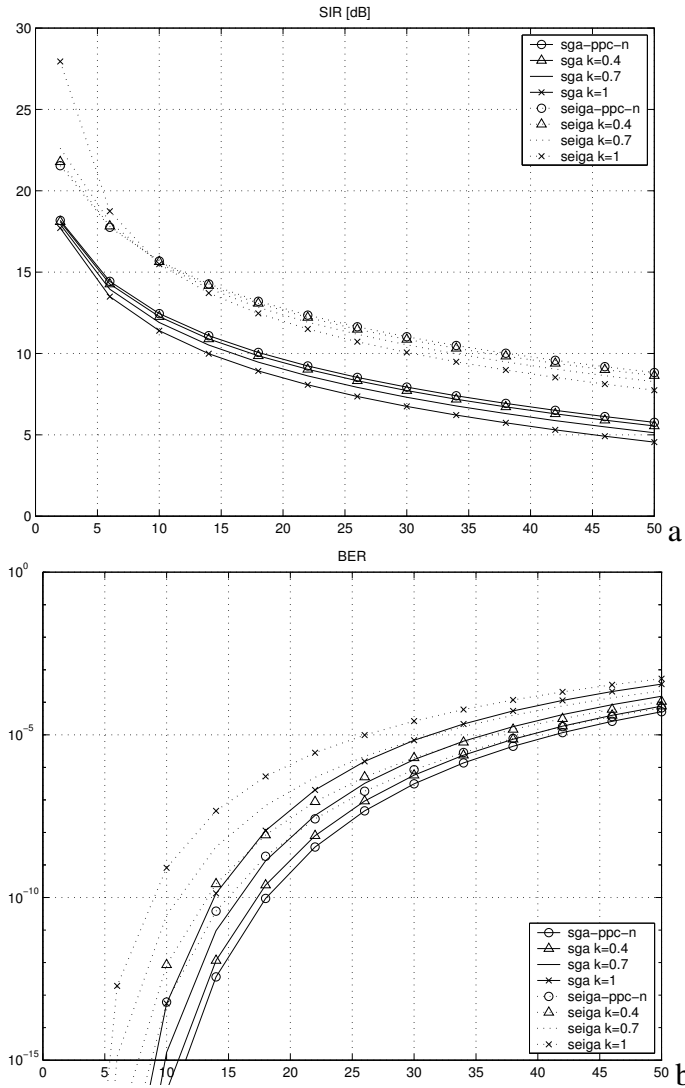 SIR [dB]
30
25
20
15
10
5
0
0 5 10 15 20 25 30 35 40 45 50
sga−ppc−n
sga k=0.4
sga k=0.7
sga k=1
seiga−ppc−n
seiga k=0.4
seiga k=0.7
seiga k=1
a
BER
10^0
10^−5
10^−10
10^−15
0 5 10 15 20 25 30 35 40 45 50
sga−ppc−n
sga k=0.4
sga k=0.7
sga k=1
seiga−ppc−n
seiga k=0.4
seiga k=0.7
seiga k=1
b